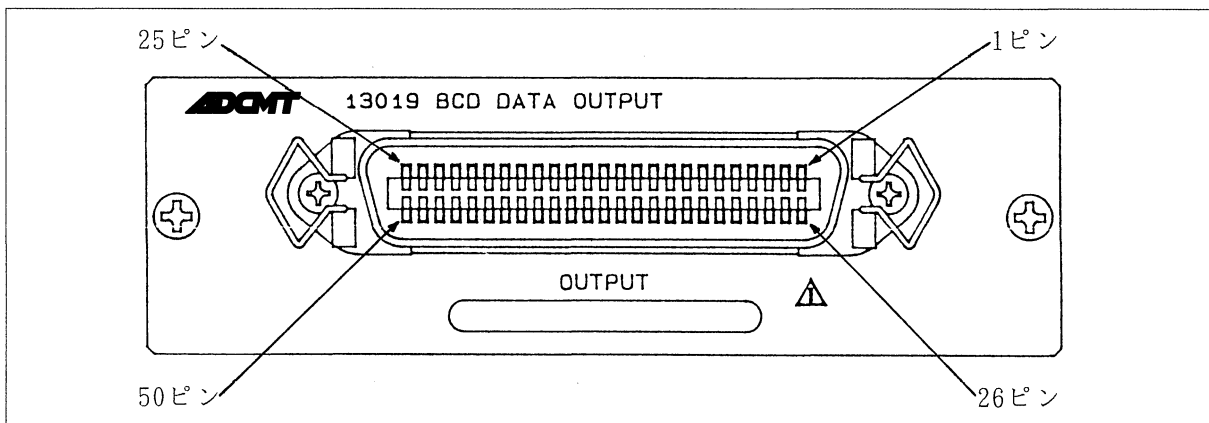 25ピン
1ピン
ADCMT 13019 BCD DATA OUTPUT
OUTPUT
50ピン
26ピン